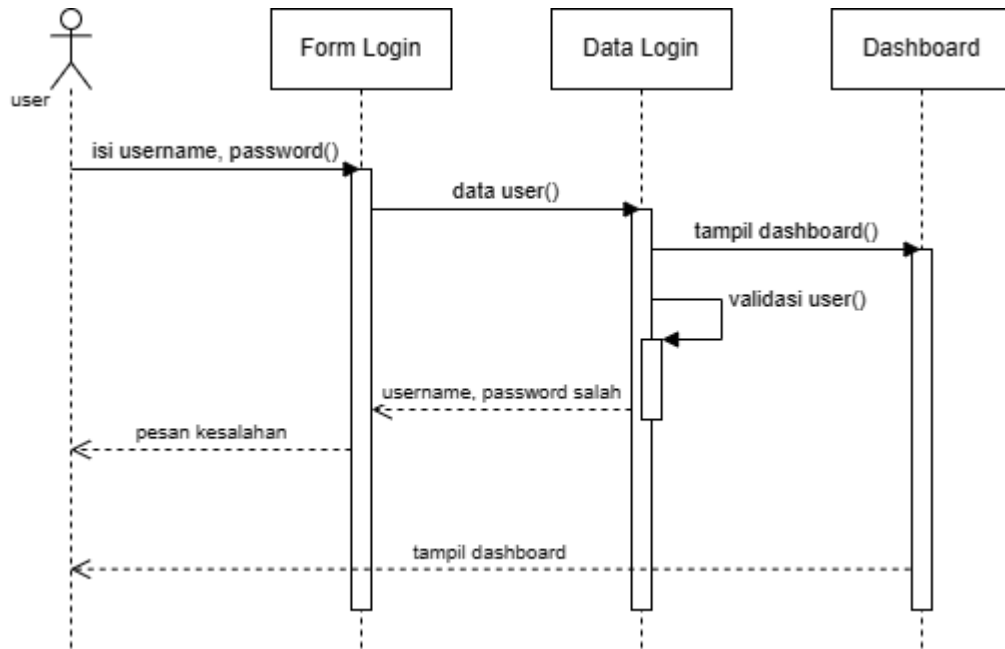 Form Login
Data Login
Dashboard
user
isi username, password()
data user()
tampil dashboard()
validasi user()
username, password salah
pesan kesalahan
tampil dashboard